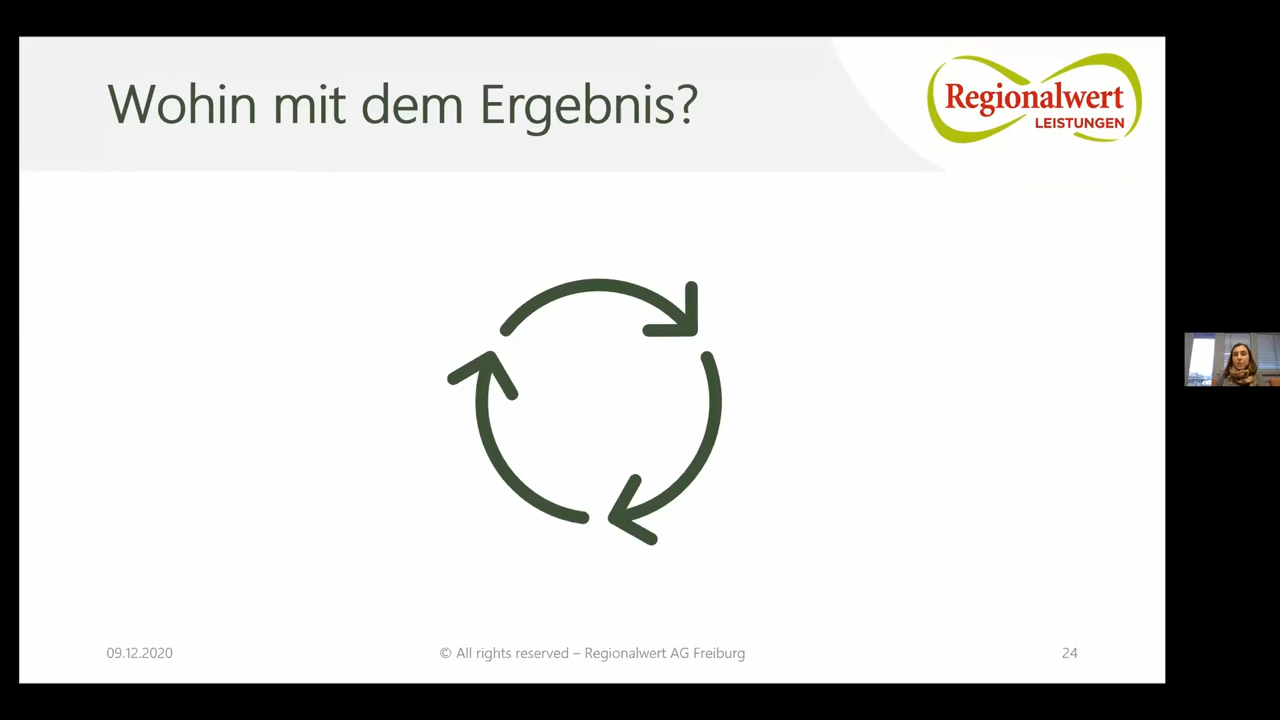 Wohin mit dem Ergebnis?
Regionalwert
LEISTUNGEN
09.12.2020
© All rights reserved – Regionalwert AG Freiburg
24